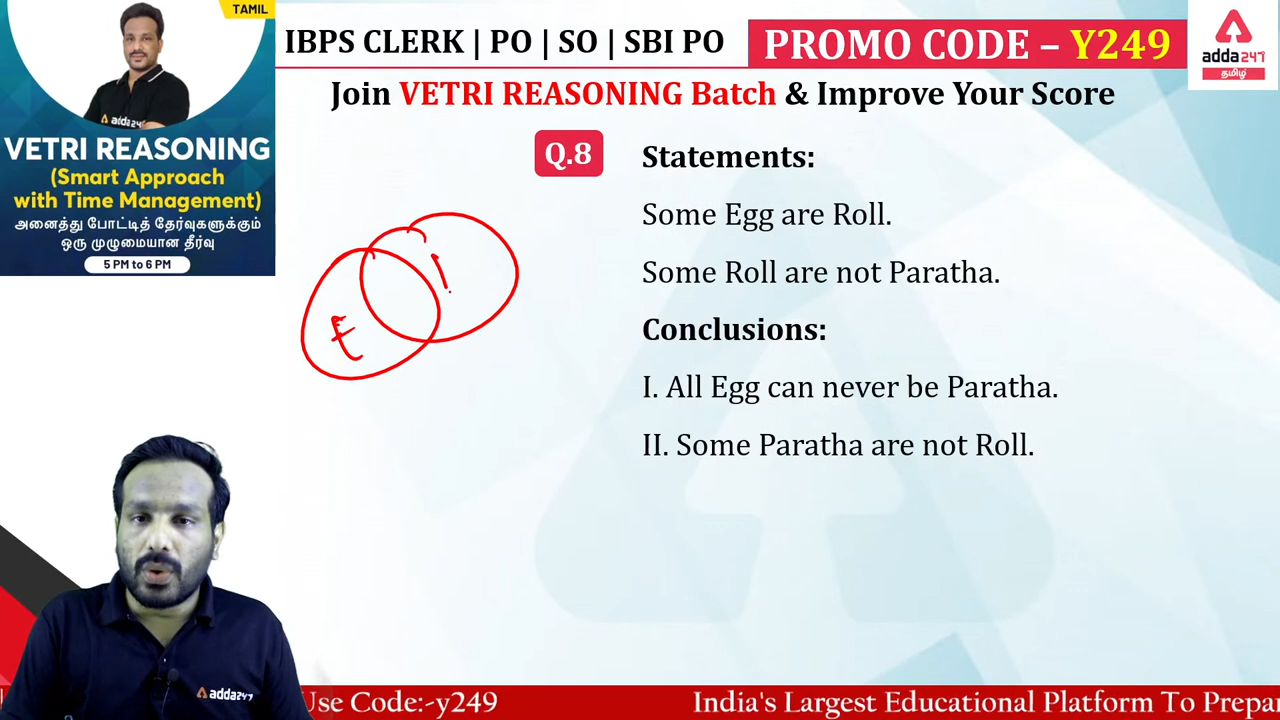 TAMIL
IBPS CLERK | PO | SO | SBI PO
PROMO CODE – Y249
adda247
தமிழ்
Join VETRI REASONING Batch & Improve Your Score
adda247
VETRI REASONING
(Smart Approach
with Time Management)
அனைத்து போட்டித் தேர்வுகளுக்கும்
ஒரு முழுமையான தீர்வு
5 PM to 6 PM
Q.8
Statements:
Some Egg are Roll.
Some Roll are not Paratha.
Conclusions:
I. All Egg can never be Paratha.
II. Some Paratha are not Roll.
E
adda247
Use Code:-y249
India's Largest Educational Platform To Prepar